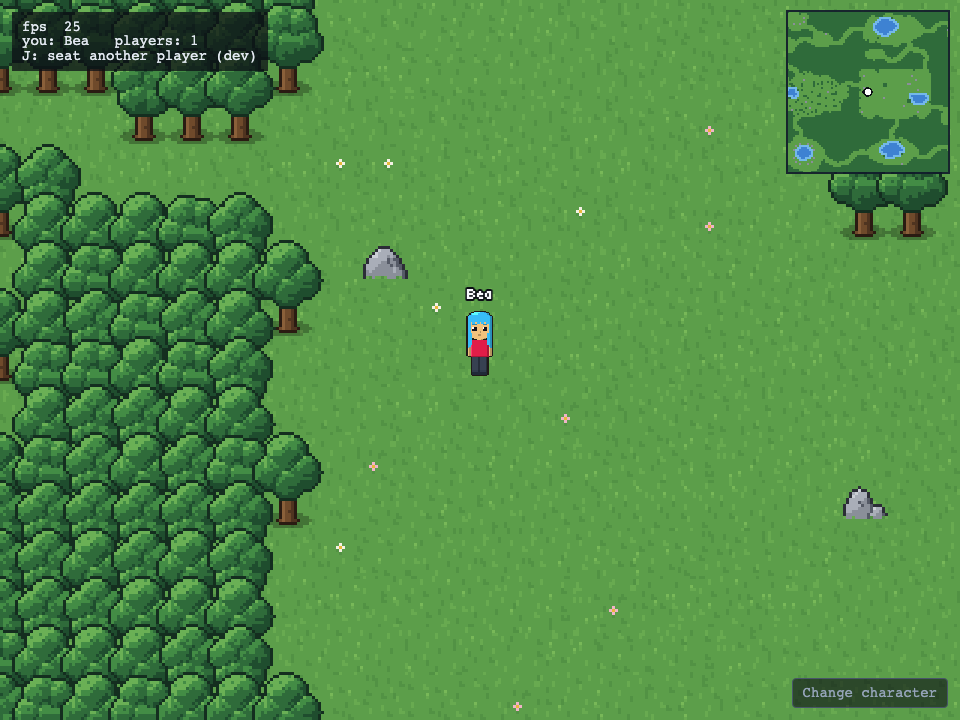 fps  25
you: Bea   players: 1
J: seat another player (dev)
Bea
Change character